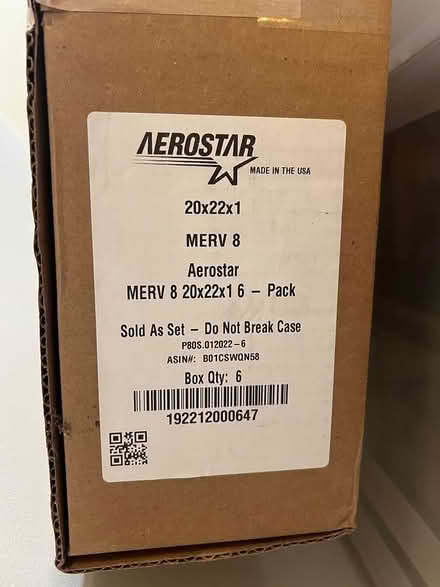 AEROSTAR
MADE IN THE USA
20x22x1
MERV 8
Aerostar
MERV 8 20x22x1 6 – Pack
Sold As Set – Do Not Break Case
P80S.012022-6
ASIN#: B01CSWQN58
Box Qty: 6
192212000647